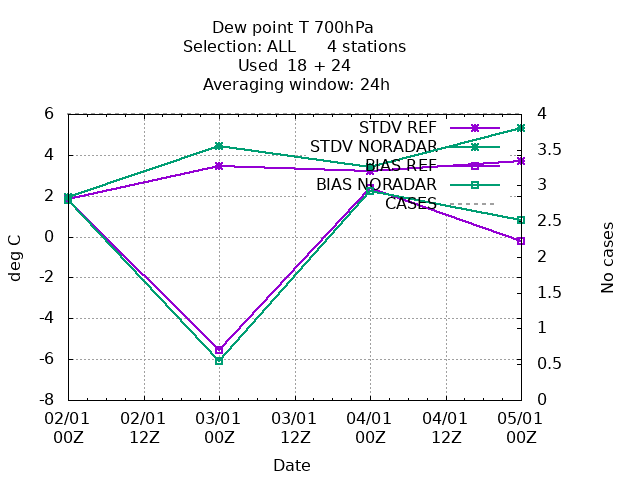 Dew point T 700hPa
Selection: ALL      4 stations
Used  18 + 24
Averaging window: 24h
6
4
2
0
-2
-4
-6
-8
deg C
4
3.5
3
2.5
2
1.5
1
0.5
0
No cases
STDV REF
STDV NORADAR
BIAS REF
BIAS NORADAR
CASES
02/01 02/01 03/01 03/01 04/01 04/01 05/01
00Z 12Z 00Z 12Z 00Z 12Z 00Z
Date